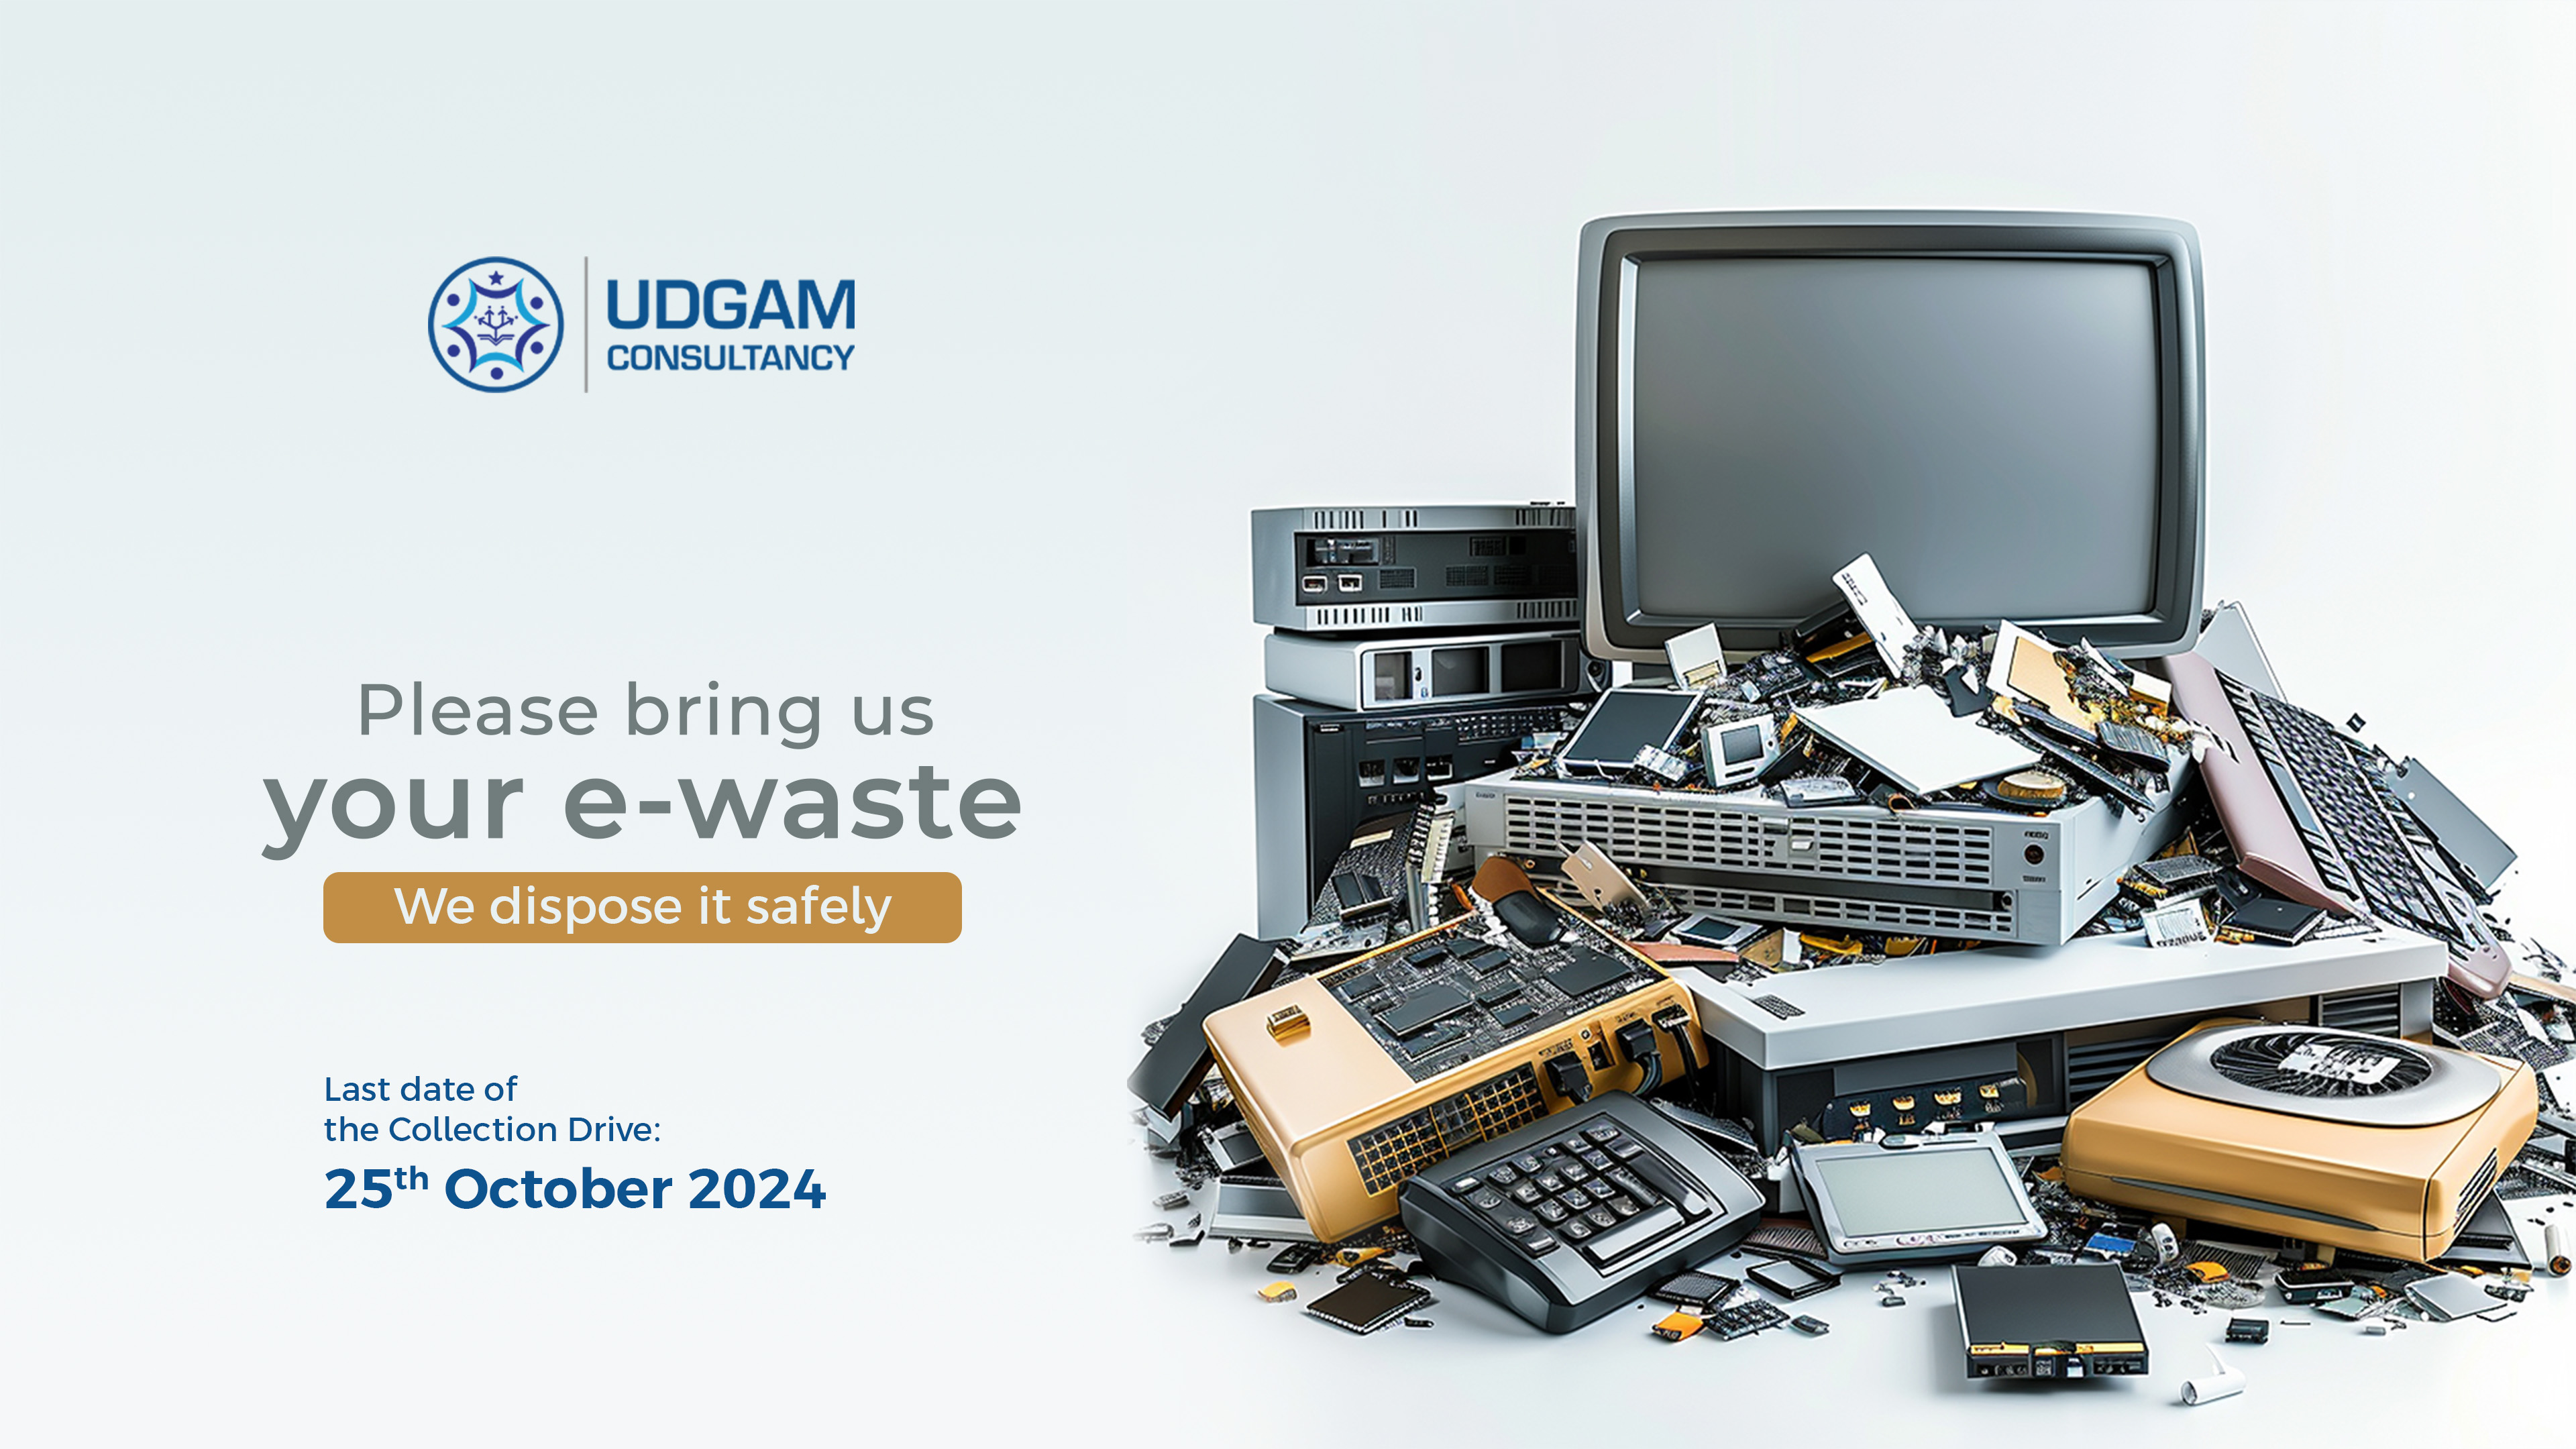 UDGAM
CONSULTANCY
Please bring us
your e-waste
We dispose it safely
Last date of
the Collection Drive:
25th October 2024